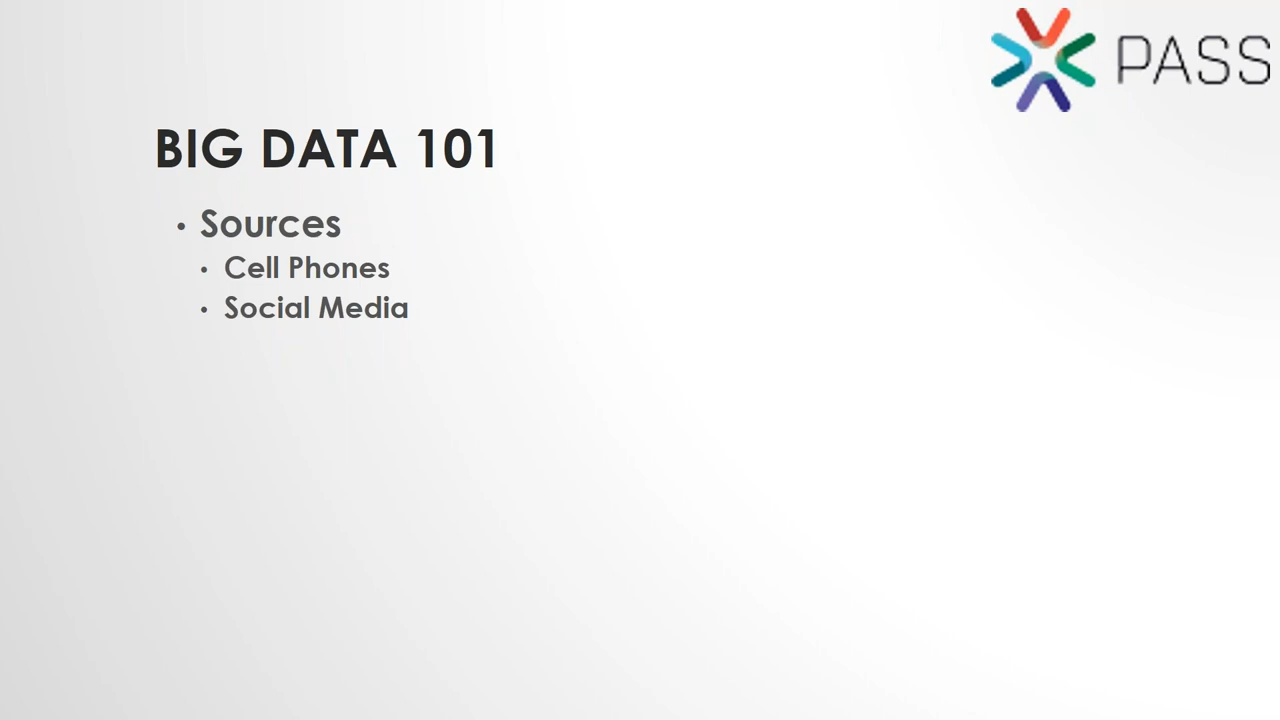 PASS
BIG DATA 101
• Sources
• Cell Phones
• Social Media